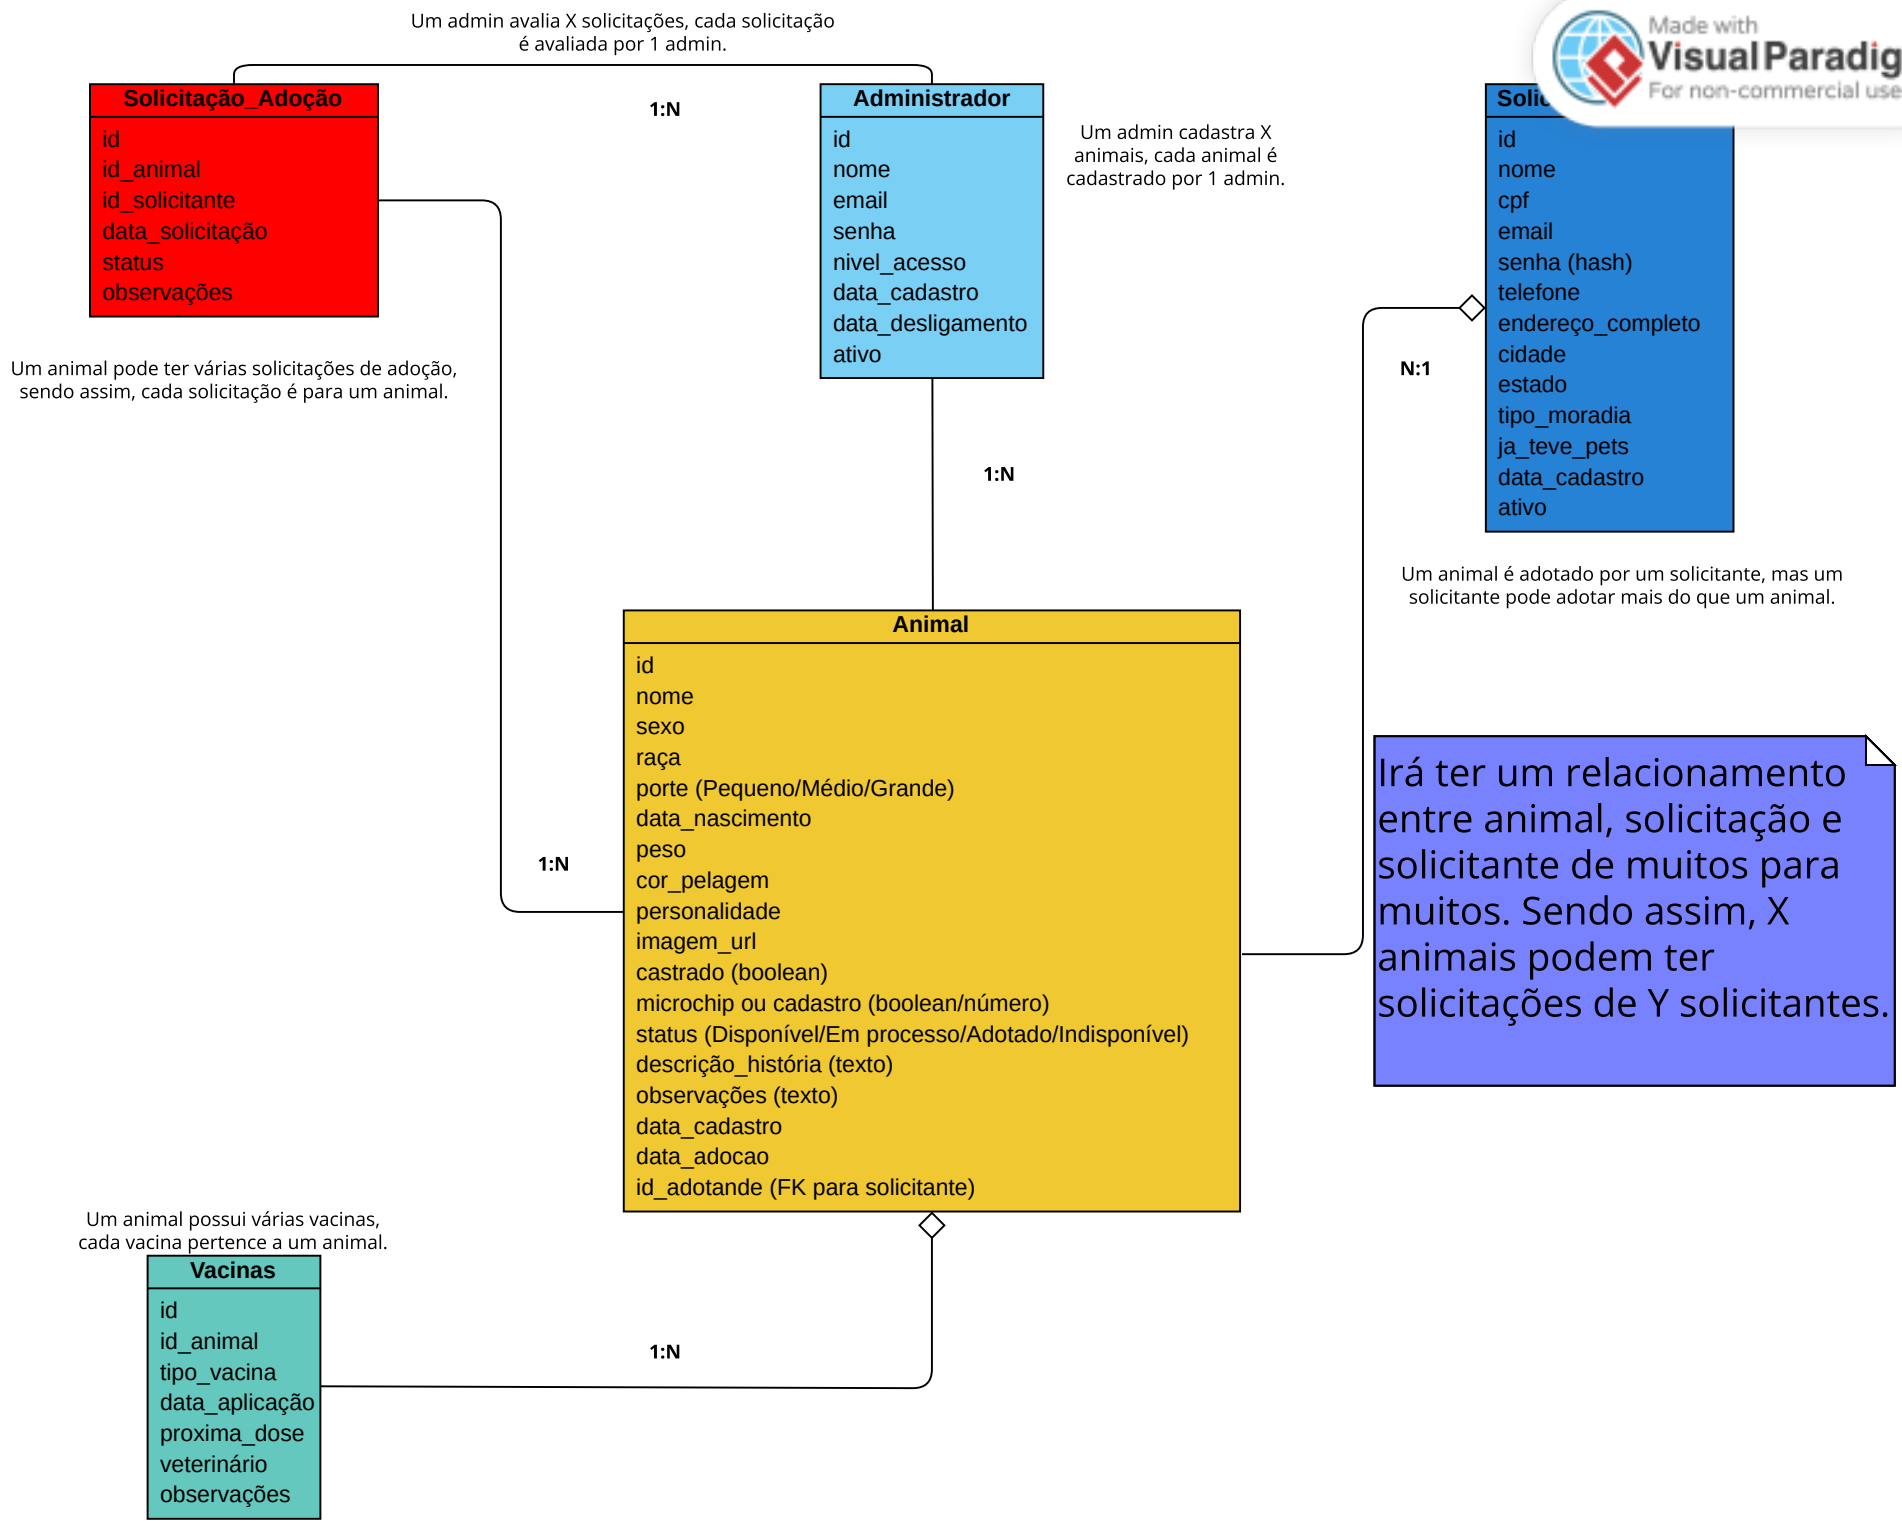 Um admin avalia X solicitações, cada solicitação
é avaliada por 1 admin.
Made with
Visual Paradig
For non-commercial use
Solicitação_Adoção
id
id_animal
id_solicitante
data_solicitação
status
observações
1:N
Administrador
id
nome
email
senha
nivel_acesso
data_cadastro
data_desligamento
ativo
Um admin cadastra X
animais, cada animal é
cadastrado por 1 admin.
Solic
id
nome
cpf
email
senha (hash)
telefone
endereço_completo
cidade
estado
tipo_moradia
ja_teve_pets
data_cadastro
ativo
Um animal pode ter várias solicitações de adoção,
sendo assim, cada solicitação é para um animal.
N:1
1:N
Um animal é adotado por um solicitante, mas um
solicitante pode adotar mais do que um animal.
Animal
id
nome
sexo
raça
porte (Pequeno/Médio/Grande)
data_nascimento
peso
cor_pelagem
personalidade
imagem_url
castrado (boolean)
microchip ou cadastro (boolean/número)
status (Disponível/Em processo/Adotado/Indisponível)
descrição_história (texto)
observações (texto)
data_cadastro
data_adocao
id_adotande (FK para solicitante)
1:N
Irá ter um relacionamento
entre animal, solicitação e
solicitante de muitos para
muitos. Sendo assim, X
animais podem ter
solicitações de Y solicitantes.
Um animal possui várias vacinas,
cada vacina pertence a um animal.
Vacinas
id
id_animal
tipo_vacina
data_aplicação
proxima_dose
veterinário
observações
1:N